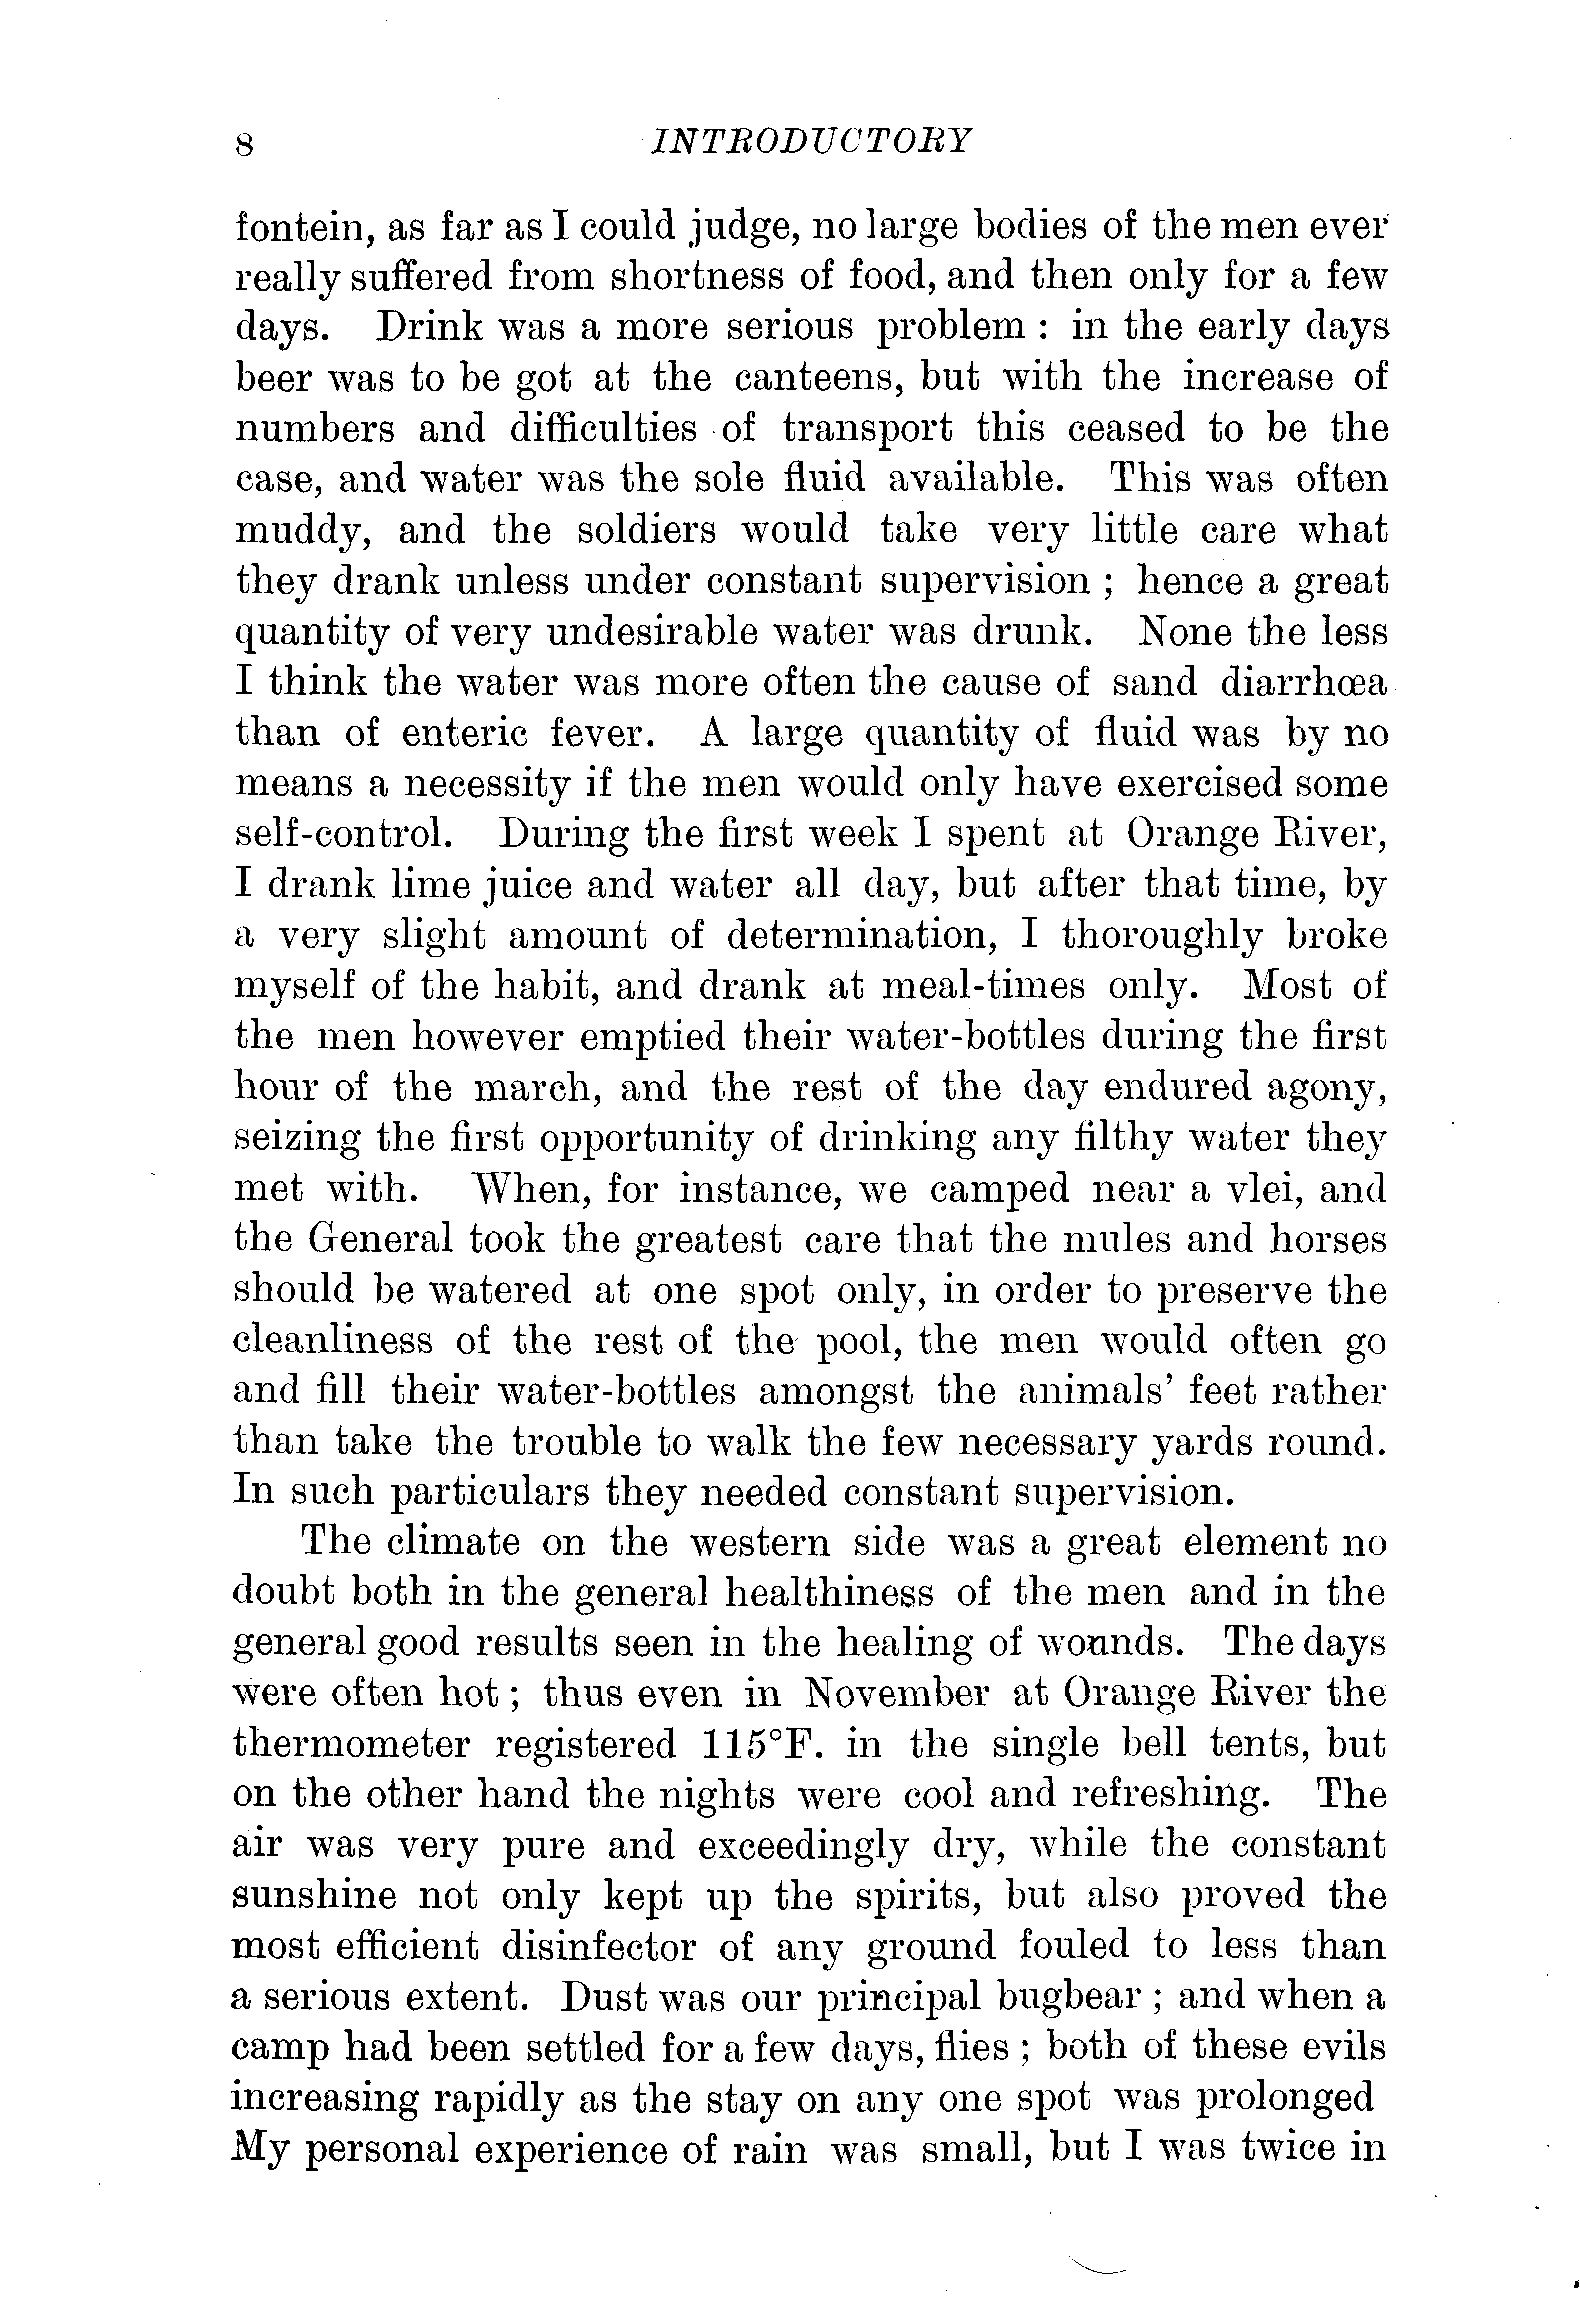 8 INTRODUCTORY
fontein, as far as I could judge, no large bodies of the men ever
really suffered from shortness of food, and then only for a few
days. Drink was a more serious problem : in the early days
beer was to be got at the canteens, but with the increase of
numbers and difficulties of transport this ceased to be the
case, and water was the sole fluid available. This was often
muddy, and the soldiers would take very little care what
they drank unless under constant supervision ; hence a great
quantity of very undesirable water was drunk. None the less
I think the water was more often the cause of sand diarrhœa
than of enteric fever. A large quantity of fluid was by no
means a necessity if the men would only have exercised some
self-control. During the first week I spent at Orange River,
I drank lime juice and water all day, but after that time, by
a very slight amount of determination, I thoroughly broke
myself of the habit, and drank at meal-times only. Most of
the men however emptied their water-bottles during the first
hour of the march, and the rest of the day endured agony,
seizing the first opportunity of drinking any filthy water they
met with. When, for instance, we camped near a vlei, and
the General took the greatest care that the mules and horses
should be watered at one spot only, in order to preserve the
cleanliness of the rest of the pool, the men would often go
and fill their water-bottles amongst the animals' feet rather
than take the trouble to walk the few necessary yards round.
In such particulars they needed constant supervision.
The climate on the western side was a great element no
doubt both in the general healthiness of the men and in the
general good results seen in the healing of wounds. The days
were often hot ; thus even in November at Orange River the
thermometer registered 115°F. in the single bell tents, but
on the other hand the nights were cool and refreshing. The
air was very pure and exceedingly dry, while the constant
sunshine not only kept up the spirits, but also proved the
most efficient disinfector of any ground fouled to less than
a serious extent. Dust was our principal bugbear ; and when a
camp had been settled for a few days, flies ; both of these evils
increasing rapidly as the stay on any one spot was prolonged
My personal experience of rain was small, but I was twice in